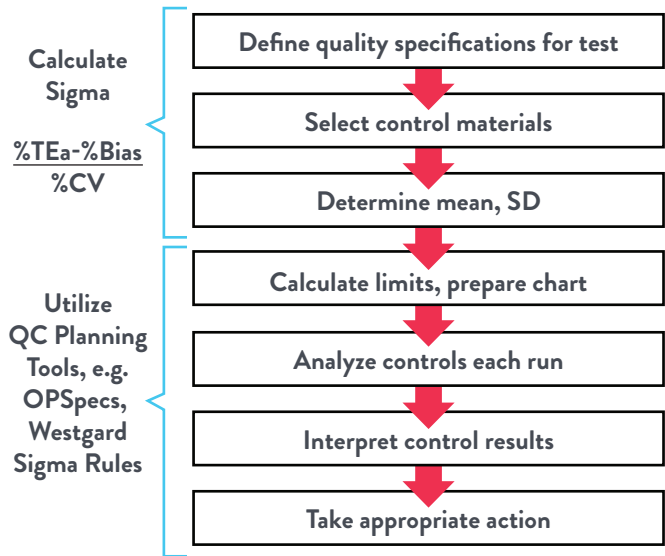 Calculate
Sigma
%TEa-%Bias
%CV
Define quality specifications for test
Select control materials
Determine mean, SD
Utilize
QC Planning
Tools, e.g.
OPSpecs,
Westgard
Sigma Rules
Calculate limits, prepare chart
Analyze controls each run
Interpret control results
Take appropriate action